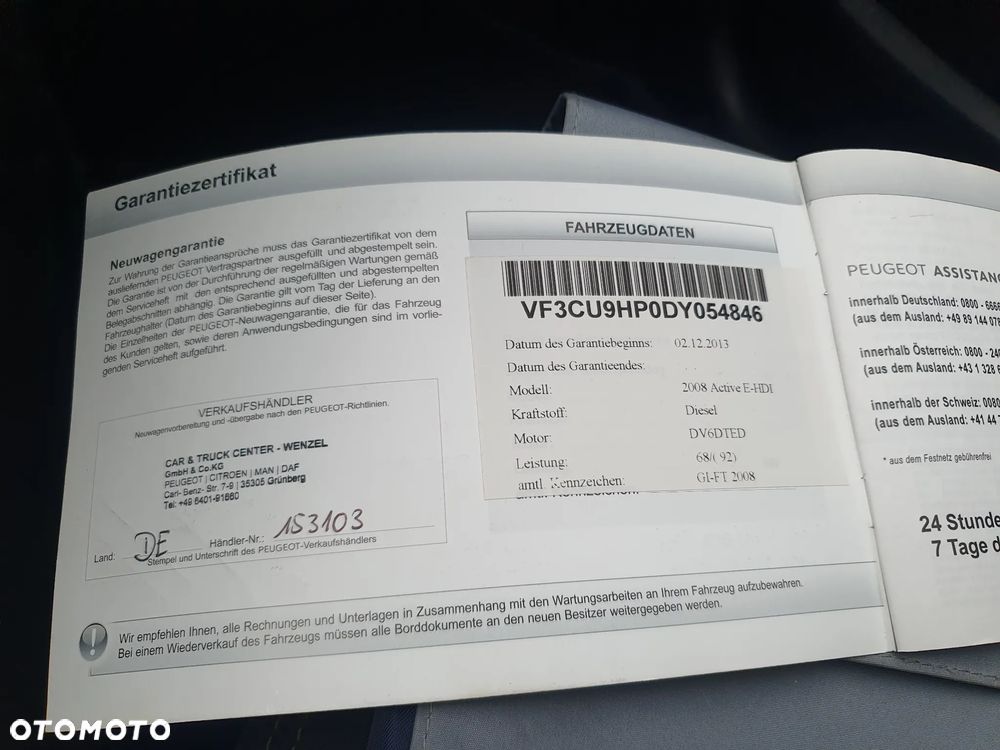 Garantiezertifikat
Neuwagengarantie
Zur Wahrung der Garantieansprüche muss das Garantiezertifikat von dem
ausliefernden PEUGEOT Vertragspartner ausgefüllt und abgestempelt sein.
Die Garantie ist von der Durchführung der regelmäßigen Wartungen gemäß
dem Serviceheft mit den entsprechend ausgefüllten und abgestempelten
Belegabschnitten abhängig. Die Garantie gilt vom Tag der Lieferung an den
Fahrzeughalter (Datum des Garantiebeginns auf dieser Seite).
Die Einzelheiten der PEUGEOT-Neuwagengarantie, die für das Fahrzeug
des Kunden gelten, sowie deren Anwendungsbedingungen sind im vorlie-
genden Serviceheft aufgeführt.
VERKAUFSHÄNDLER
Neuwagenvorbereitung und -übergabe nach den PEUGEOT-Richtlinien.
CAR & TRUCK CENTER - WENZEL
GmbH & Co.KG
PEUGEOT | CITROEN | MAN | DAF
Carl- Benz- Str. 7-9 | 35305 Grünberg
Tel: +49 6401-91660
Land: DE Händler-Nr.: 153103
Stempel und Unterschrift des PEUGEOT-Verkaufshändlers
FAHRZEUGDATEN
VF3CU9HP0DY054846
Datum des Garantiebeginns: 02.12.2013
Datum des Garantieendes: . .
Modell: 2008 Active E-HDI
Kraftstoff: Diesel
Motor: DV6DTED
Leistung: 68/( 92)
amtl. Kennzeichen: GI-FT 2008
Wir empfehlen Ihnen, alle Rechnungen und Unterlagen in Zusammenhang mit den Wartungsarbeiten an Ihrem Fahrzeug aufzubewahren.
Bei einem Wiederverkauf des Fahrzeugs müssen alle Borddokumente an den neuen Besitzer weitergegeben werden.
PEUGEOT ASSISTANC
innerhalb Deutschland: 0800 - 6666
(aus dem Ausland: +49 89 144 076
innerhalb Österreich: 0800 - 240
(aus dem Ausland: +43 1 328 6
innerhalb der Schweiz: 0080
(aus dem Ausland: +41 44 7
* aus dem Festnetz gebührenfrei
24 Stunde
7 Tage d
OTOMOTO